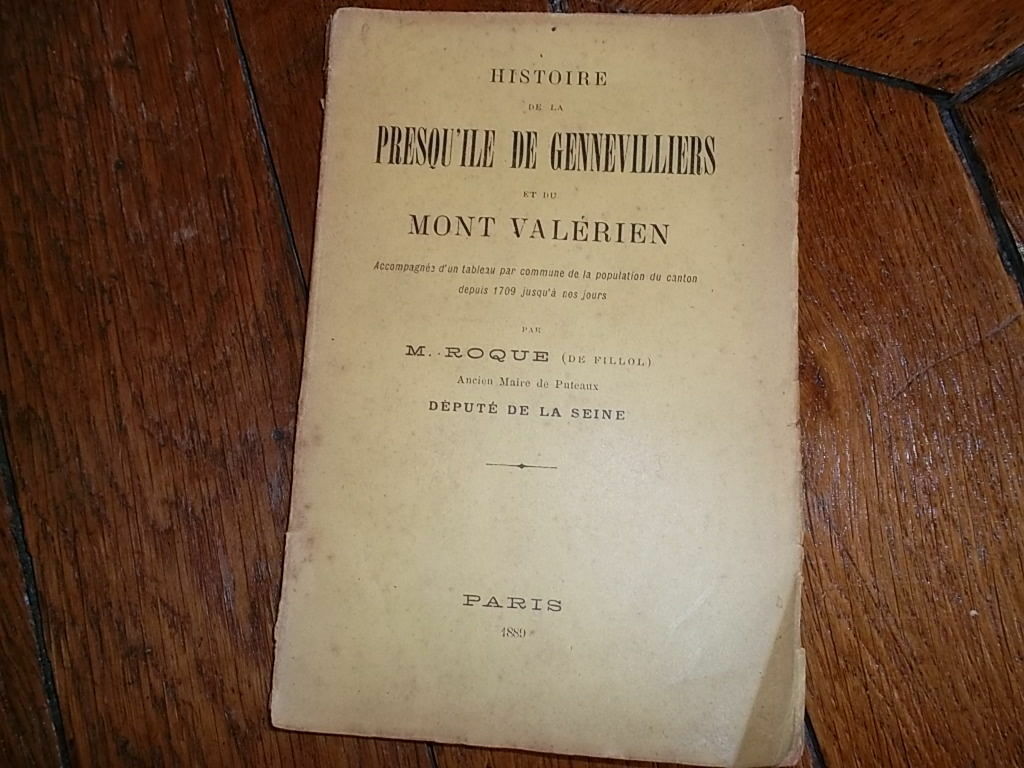 HISTOIRE
DE LA
PRESQU'ILE DE GENNEVILLIERS
ET DU
MONT VALÉRIEN
Accompagnée d'un tableau par commune de la population du canton
depuis 1709 jusqu'à nos jours
PAR
M. ROQUE (DE FILLOL)
Ancien Maire de Puteaux
DÉPUTÉ DE LA SEINE
PARIS
1889